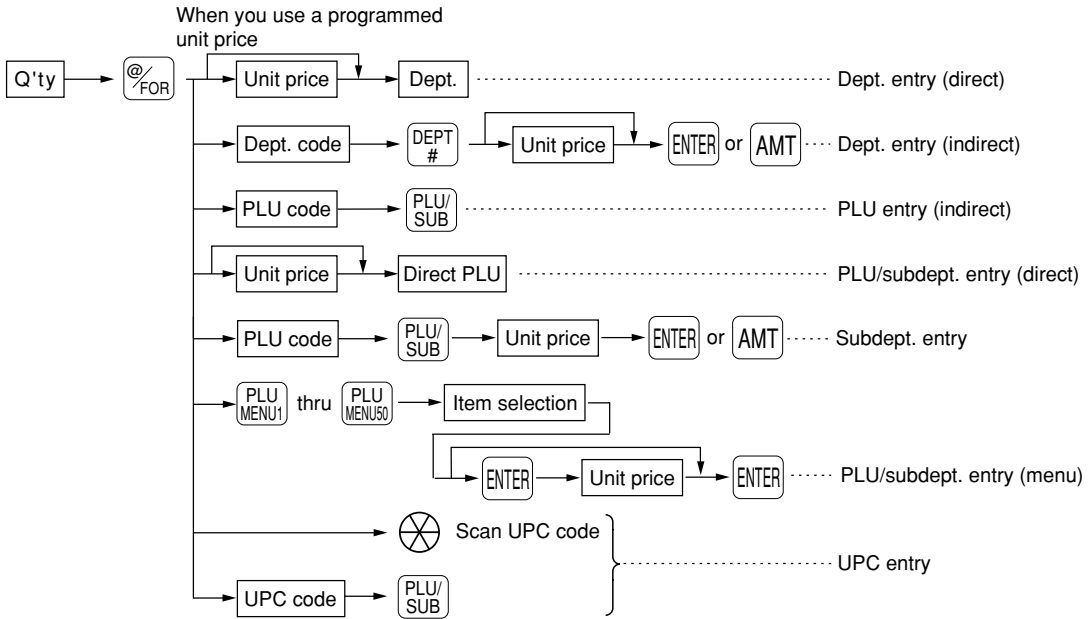 When you use a programmed
unit price
Q'ty @/FOR Unit price Dept. Dept. entry (direct)
Dept. code DEPT # Unit price ENTER or AMT Dept. entry (indirect)
PLU code PLU/SUB PLU entry (indirect)
Unit price Direct PLU PLU/subdept. entry (direct)
PLU code PLU/SUB Unit price ENTER or AMT Subdept. entry
PLU MENU1 thru PLU MENU50 Item selection
ENTER Unit price ENTER PLU/subdept. entry (menu)
Scan UPC code
UPC entry
UPC code PLU/SUB